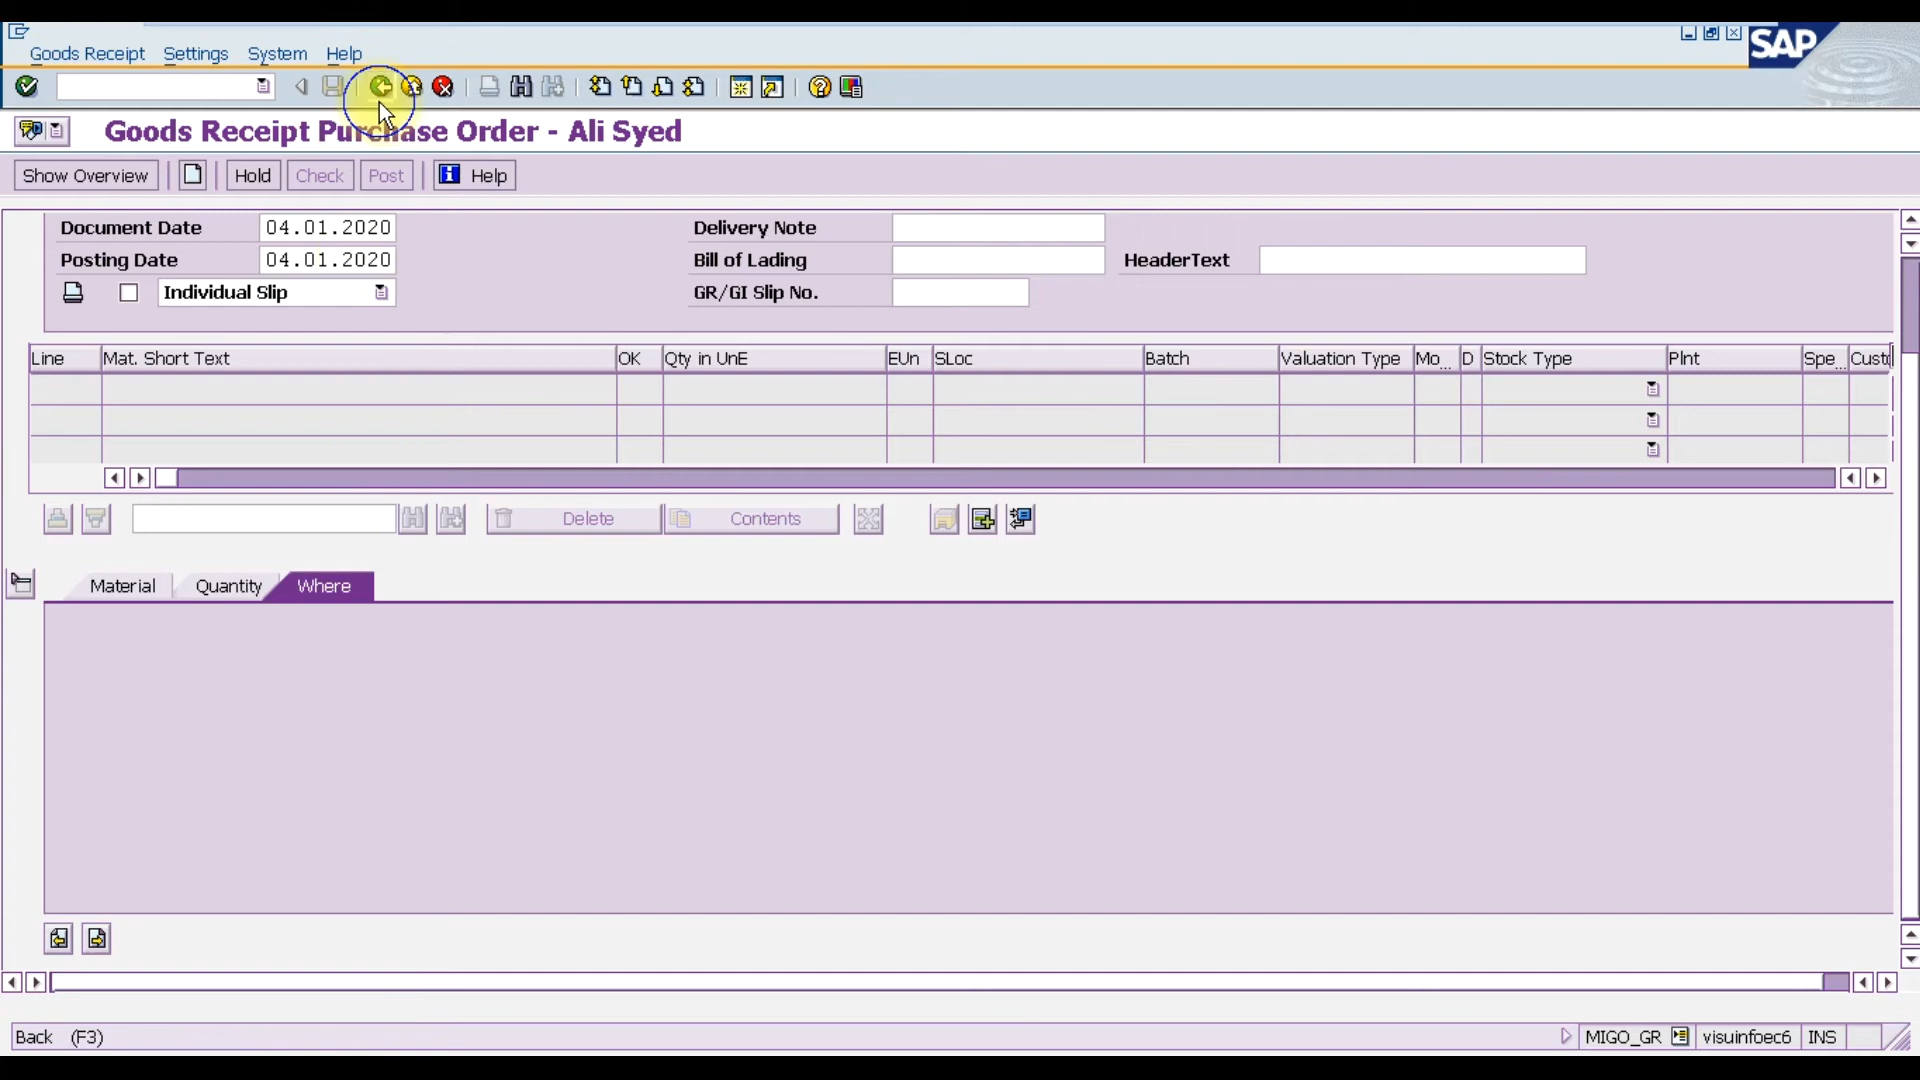 Goods Receipt Settings System Help
SAP
Goods Receipt Purchase Order - Ali Syed
Show Overview Hold Check Post Help
Document Date 04.01.2020 Delivery Note
Posting Date 04.01.2020 Bill of Lading HeaderText
Individual Slip GR/GI Slip No.
Line Mat. Short Text OK Qty in UnE EUn SLoc Batch Valuation Type Mo... D Stock Type Plnt Spe... Custo
Delete Contents
Material Quantity Where
Back (F3) MIGO_GR visuinfoec6 INS